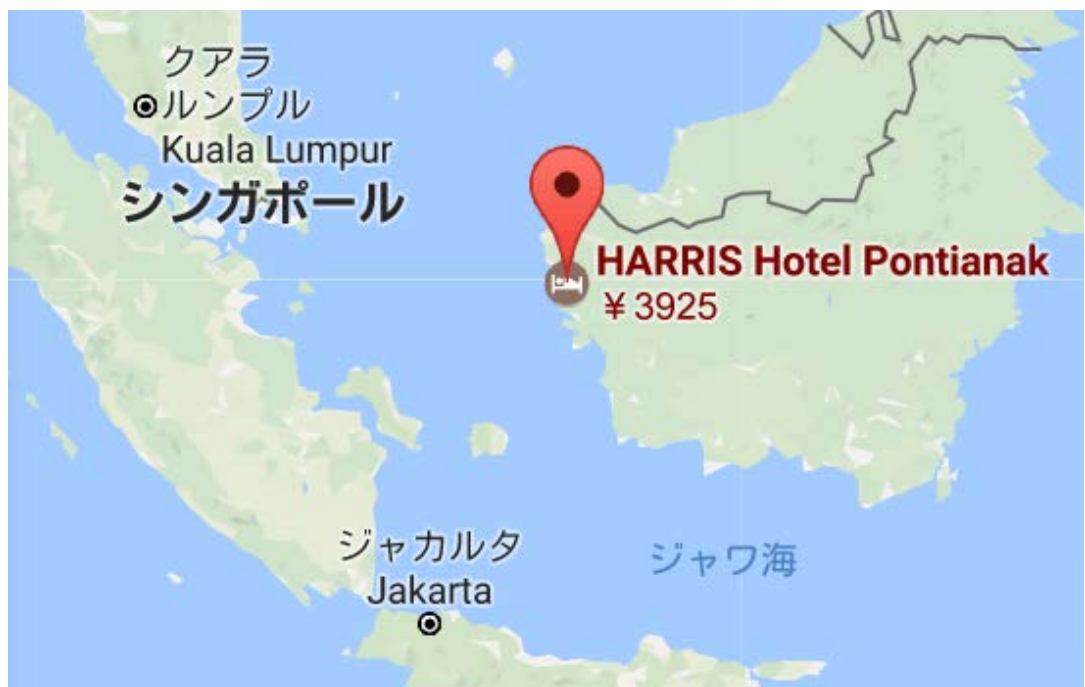 クアラ
ルンプル
Kuala Lumpur
シンガポール
HARRIS Hotel Pontianak
¥ 3925
ジャカルタ
Jakarta
ジャワ海